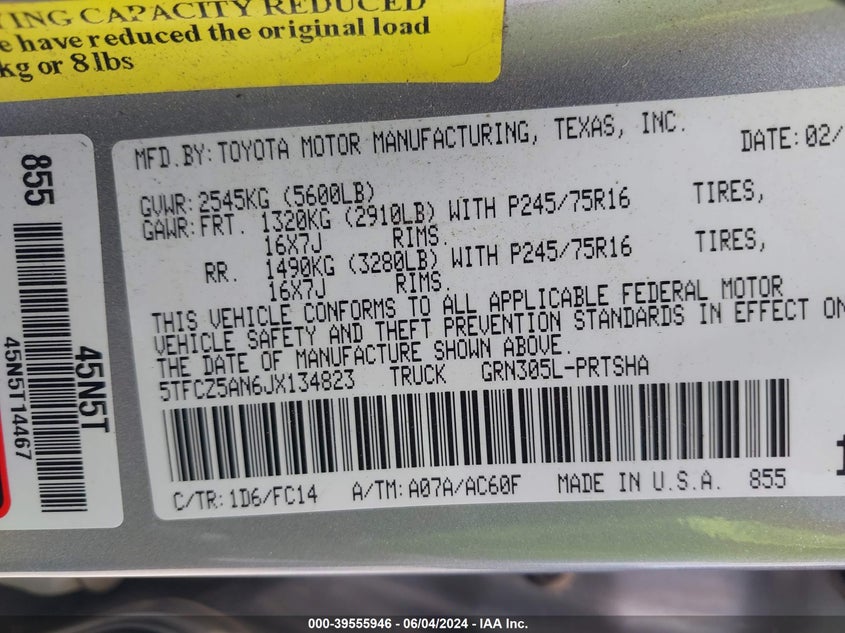 ING CAPACITY REDUCED
e have reduced the original load
kg or 8 lbs
855
45N5T
45N5T14467
MFD.BY: TOYOTA MOTOR MANUFACTURING, TEXAS, INC.
DATE: 02/
GVWR: 2545KG (5600LB)
GAWR: FRT. 1320KG (2910LB) WITH P245/75R16 TIRES,
16X7J RIMS.
RR. 1490KG (3280LB) WITH P245/75R16 TIRES,
16X7J RIMS.
THIS VEHICLE CONFORMS TO ALL APPLICABLE FEDERAL MOTOR
VEHICLE SAFETY AND THEFT PREVENTION STANDARDS IN EFFECT ON
THE DATE OF MANUFACTURE SHOWN ABOVE.
5TFCZ5AN6JX134823 TRUCK GRN305L-PRTSHA
C/TR: 1D6/FC14 A/TM: A07A/AC60F MADE IN U.S.A. 855
000-39555946 - 06/04/2024 - IAA Inc.